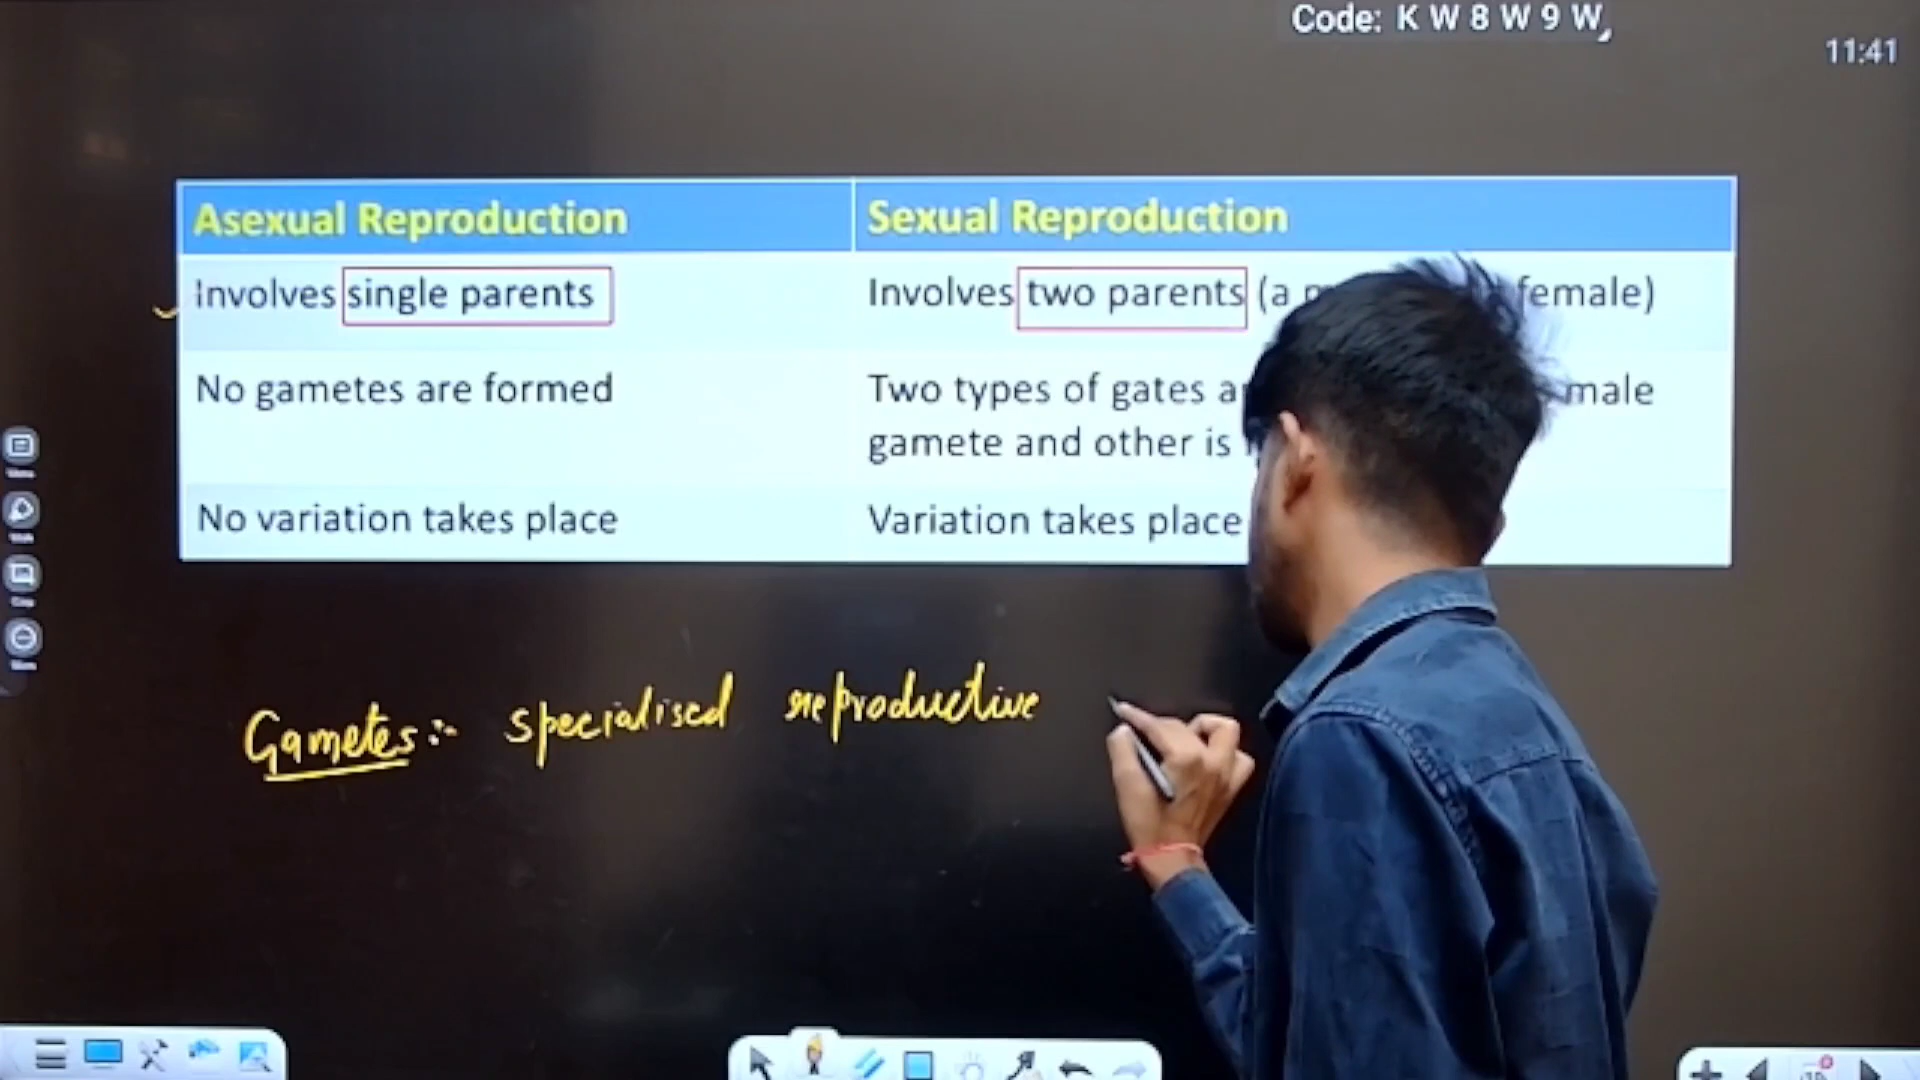 Code: K W 8 W 9 W
11:41
Asexual Reproduction
Sexual Reproduction
Involves single parents
Involves two parents (a female)
No gametes are formed
Two types of gates male
gamete and other is
No variation takes place
Variation takes place
Gametes:- specialised reproductive